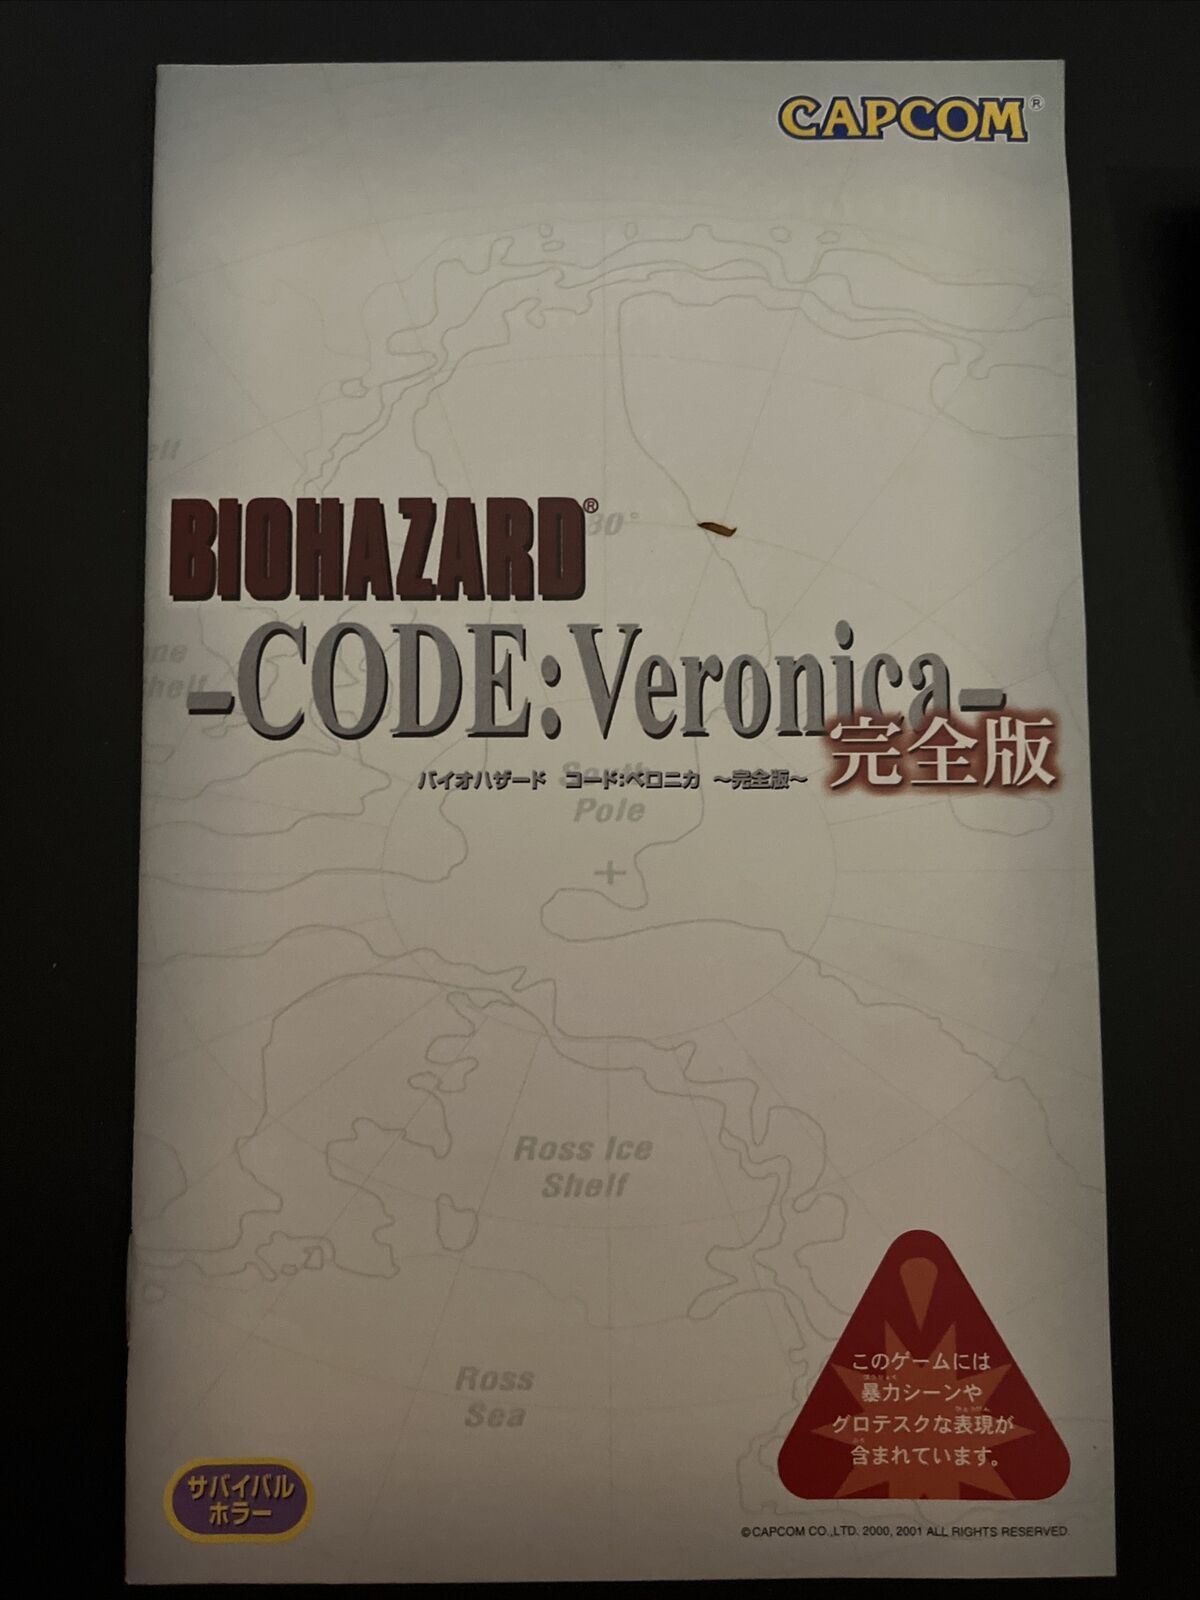 CAPCOM®
elf
BIOHAZARD®
80°
-CODE:Veronica-
完全版
バイオハザード コード:ベロニカ ～完全版～
South
Pole
Ross Ice
Shelf
Ross
Sea
このゲームには
暴力シーンや
グロテスクな表現が
含まれています。
サバイバル
ホラー
©CAPCOM CO.,LTD. 2000, 2001 ALL RIGHTS RESERVED.